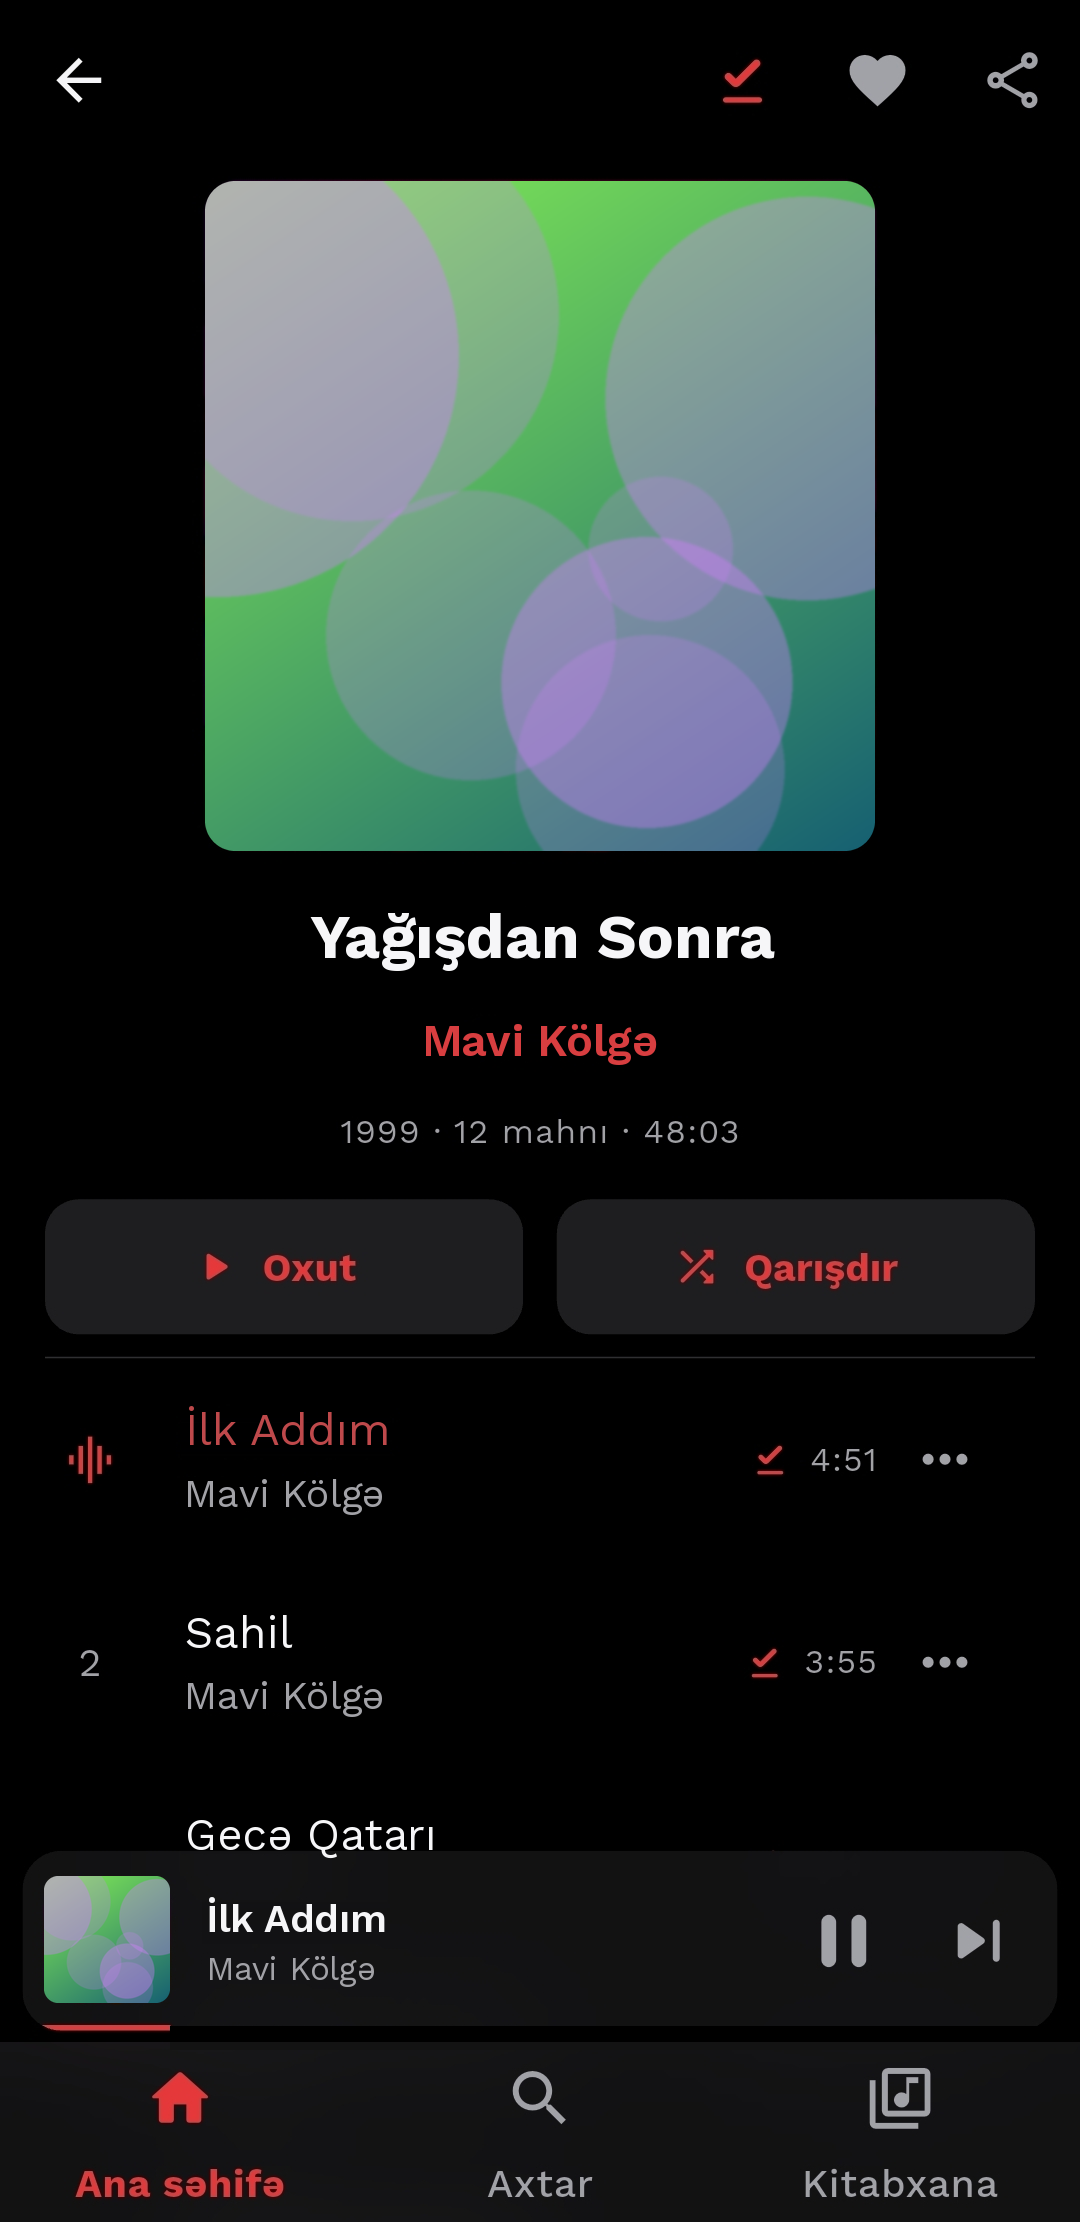 Yağışdan Sonra
Mavi Kölgə
1999 · 12 mahnı · 48:03
Oxut
Qarışdır
İlk Addım
Mavi Kölgə
4:51
2
Sahil
Mavi Kölgə
3:55
Gecə Qatarı
İlk Addım
Mavi Kölgə
Ana səhifə
Axtar
Kitabxana